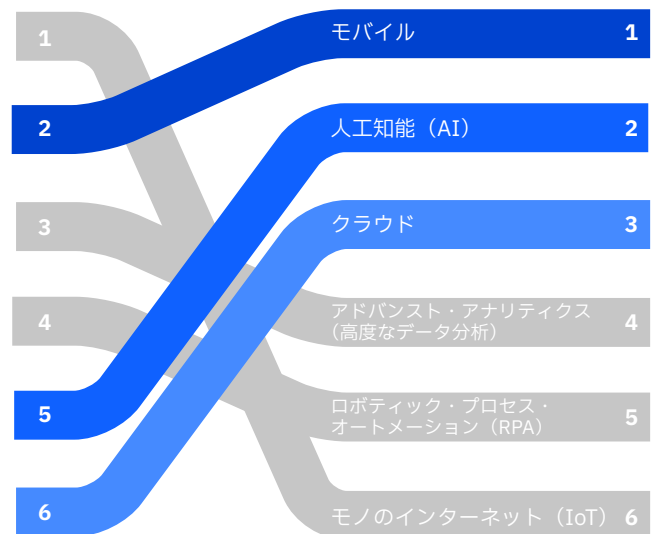 1
モバイル 1
2
人工知能（AI） 2
3
クラウド 3
4
アドバンスト・アナリティクス
(高度なデータ分析） 4
5
ロボティック・プロセス・
オートメーション（RPA） 5
6
モノのインターネット（IoT） 6